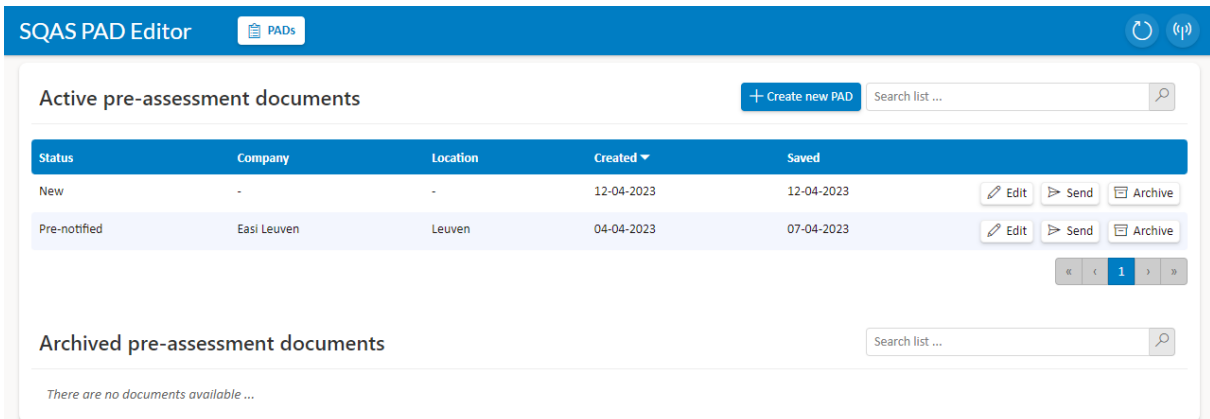 SQAS PAD Editor PADs
Active pre-assessment documents Create new PAD Search list ...
Status Company Location Created Saved
New - - 12-04-2023 12-04-2023 Edit Send Archive
Pre-notified Easi Leuven Leuven 04-04-2023 07-04-2023 Edit Send Archive
« ‹ 1 › »
Archived pre-assessment documents Search list ...
There are no documents available ...